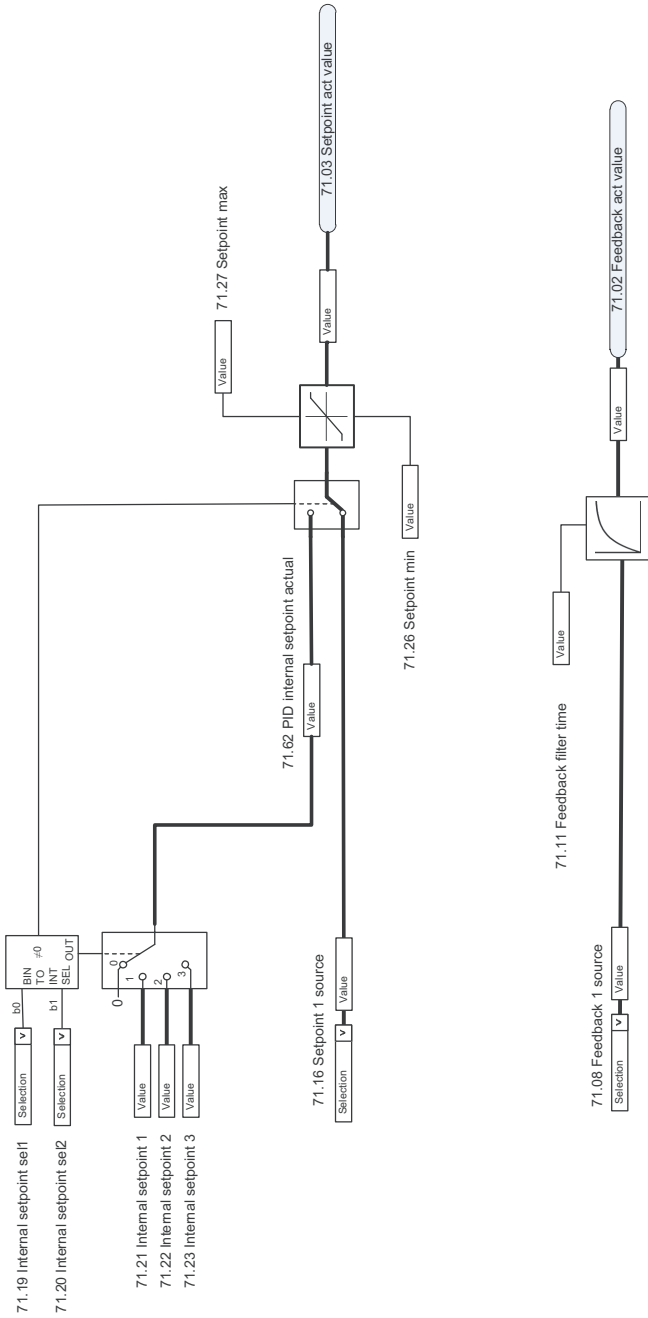 71.19 Internal setpoint sel1
Selection
v
b0
71.20 Internal setpoint sel2
Selection
v
b1
BIN
TO
INT
SEL
≠0
OUT
0
0
1
2
3
71.21 Internal setpoint 1
Value
71.22 Internal setpoint 2
Value
71.23 Internal setpoint 3
Value
71.62 PID internal setpoint actual
Value
71.27 Setpoint max
Value
71.16 Setpoint 1 source
Selection
v
Value
71.26 Setpoint min
Value
Value
71.03 Setpoint act value
71.11 Feedback filter time
Value
71.08 Feedback 1 source
Selection
v
Value
Value
71.02 Feedback act value